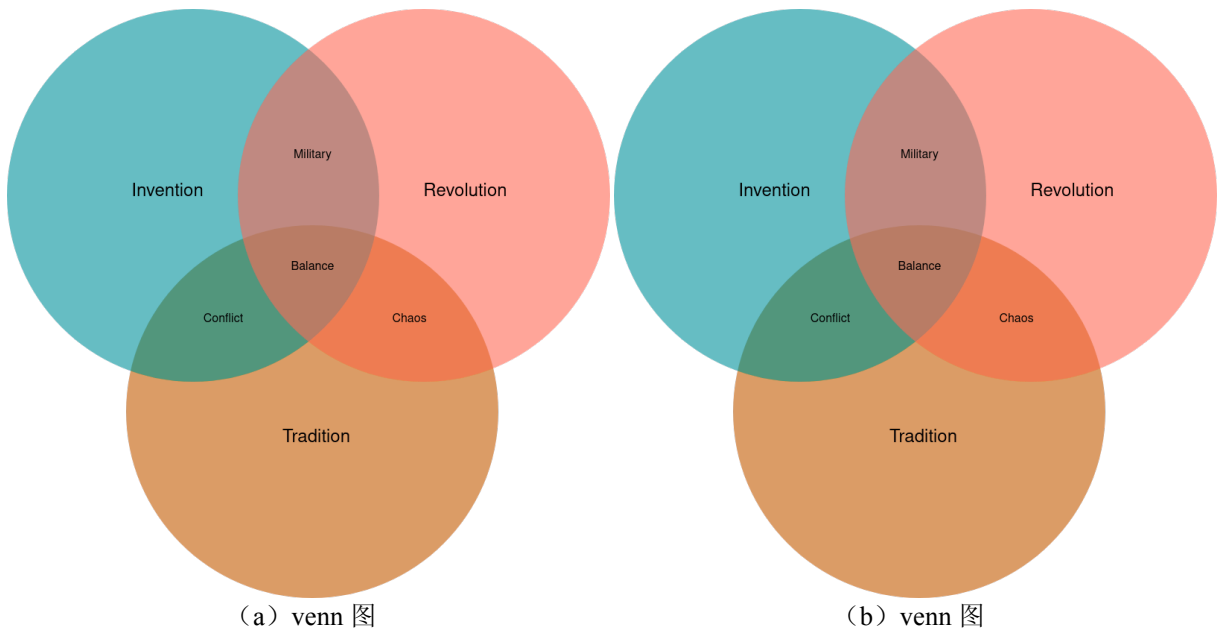 Military
Invention
Revolution
Balance
Conflict
Chaos
Tradition
（a）venn 图
Military
Invention
Revolution
Balance
Conflict
Chaos
Tradition
（b）venn 图